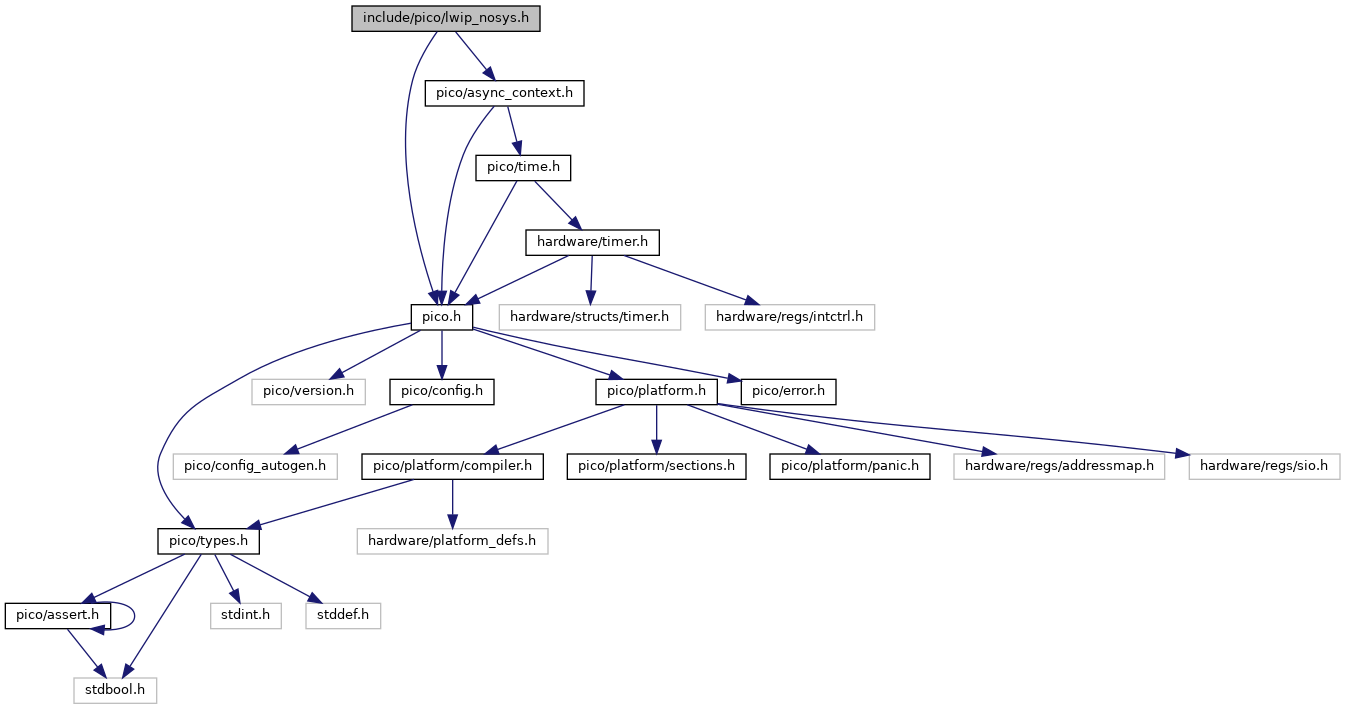 include/pico/lwip_nosys.h
pico/async_context.h
pico/time.h
hardware/timer.h
pico.h
hardware/structs/timer.h
hardware/regs/intctrl.h
pico/version.h
pico/config.h
pico/platform.h
pico/error.h
pico/config_autogen.h
pico/platform/compiler.h
pico/platform/sections.h
pico/platform/panic.h
hardware/regs/addressmap.h
hardware/regs/sio.h
pico/types.h
hardware/platform_defs.h
pico/assert.h
stdint.h
stddef.h
stdbool.h